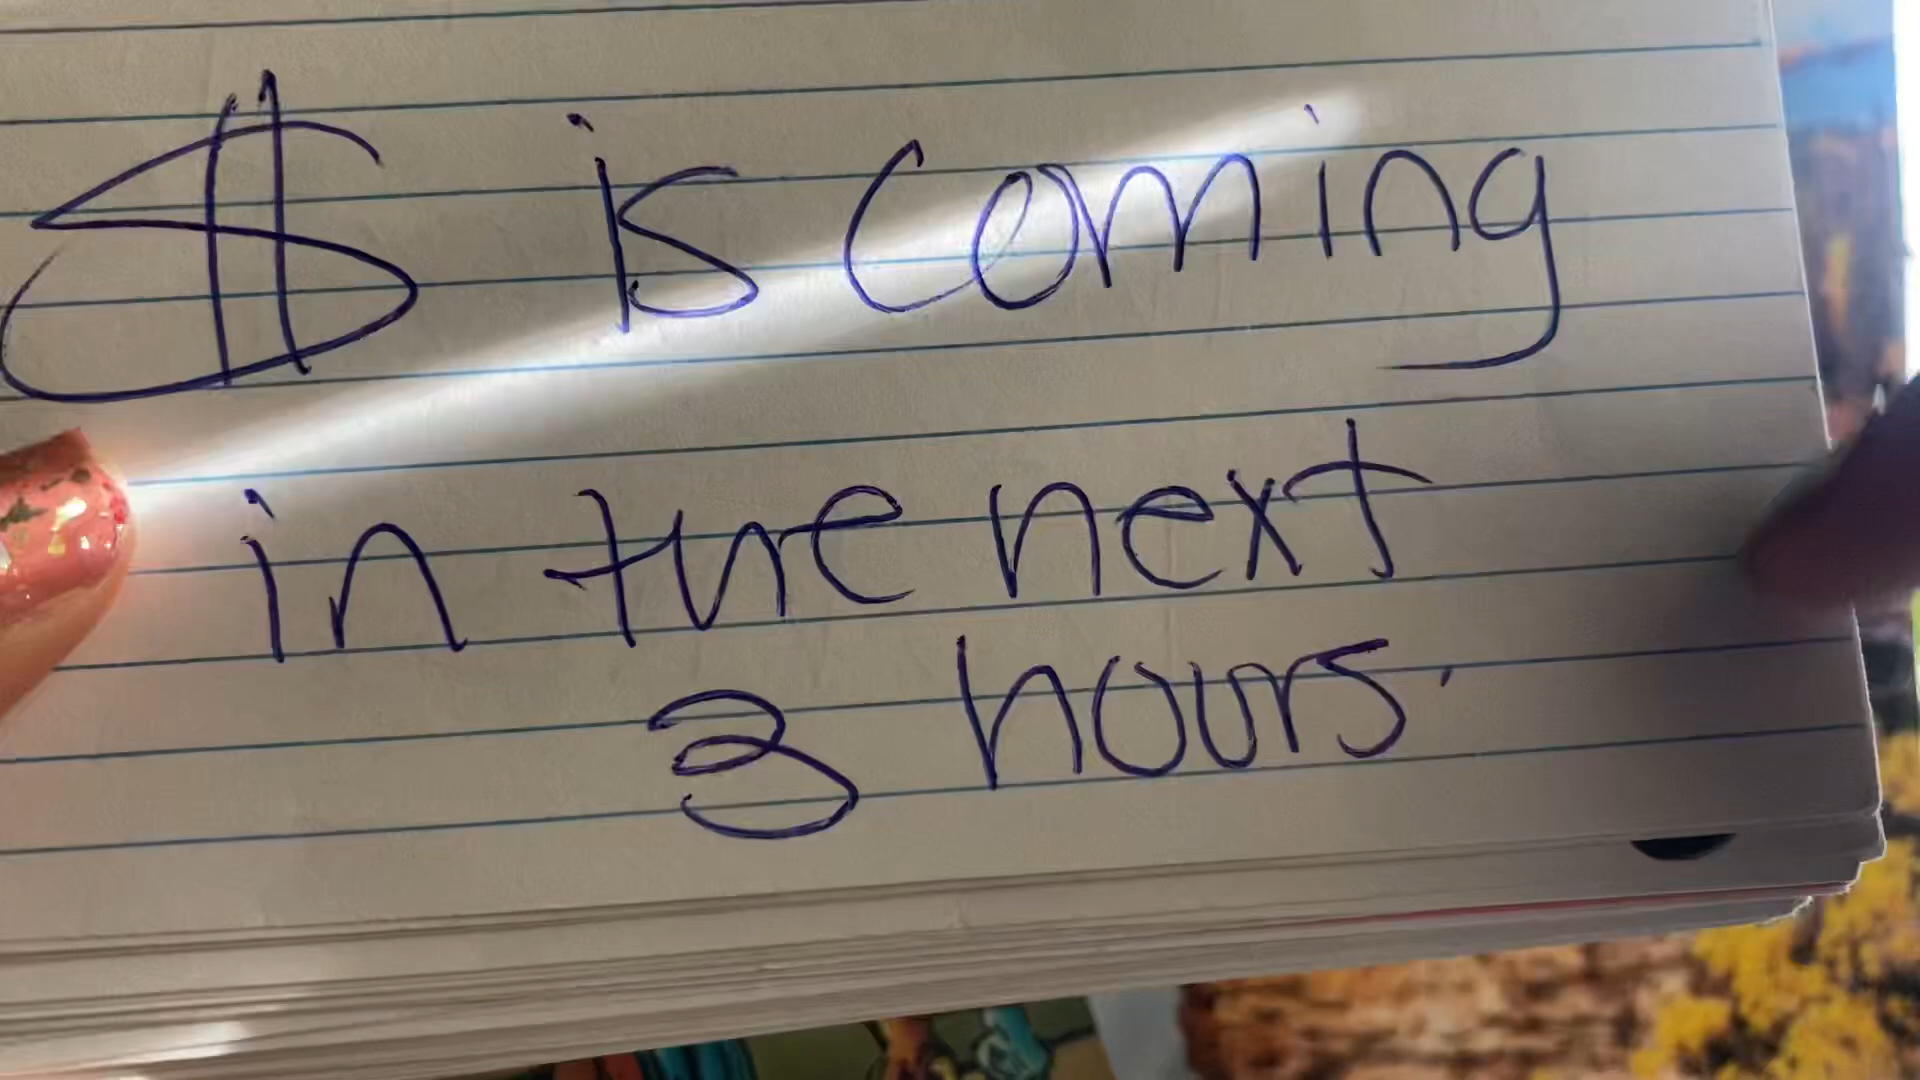 $ is coming
in the next
3 hours.